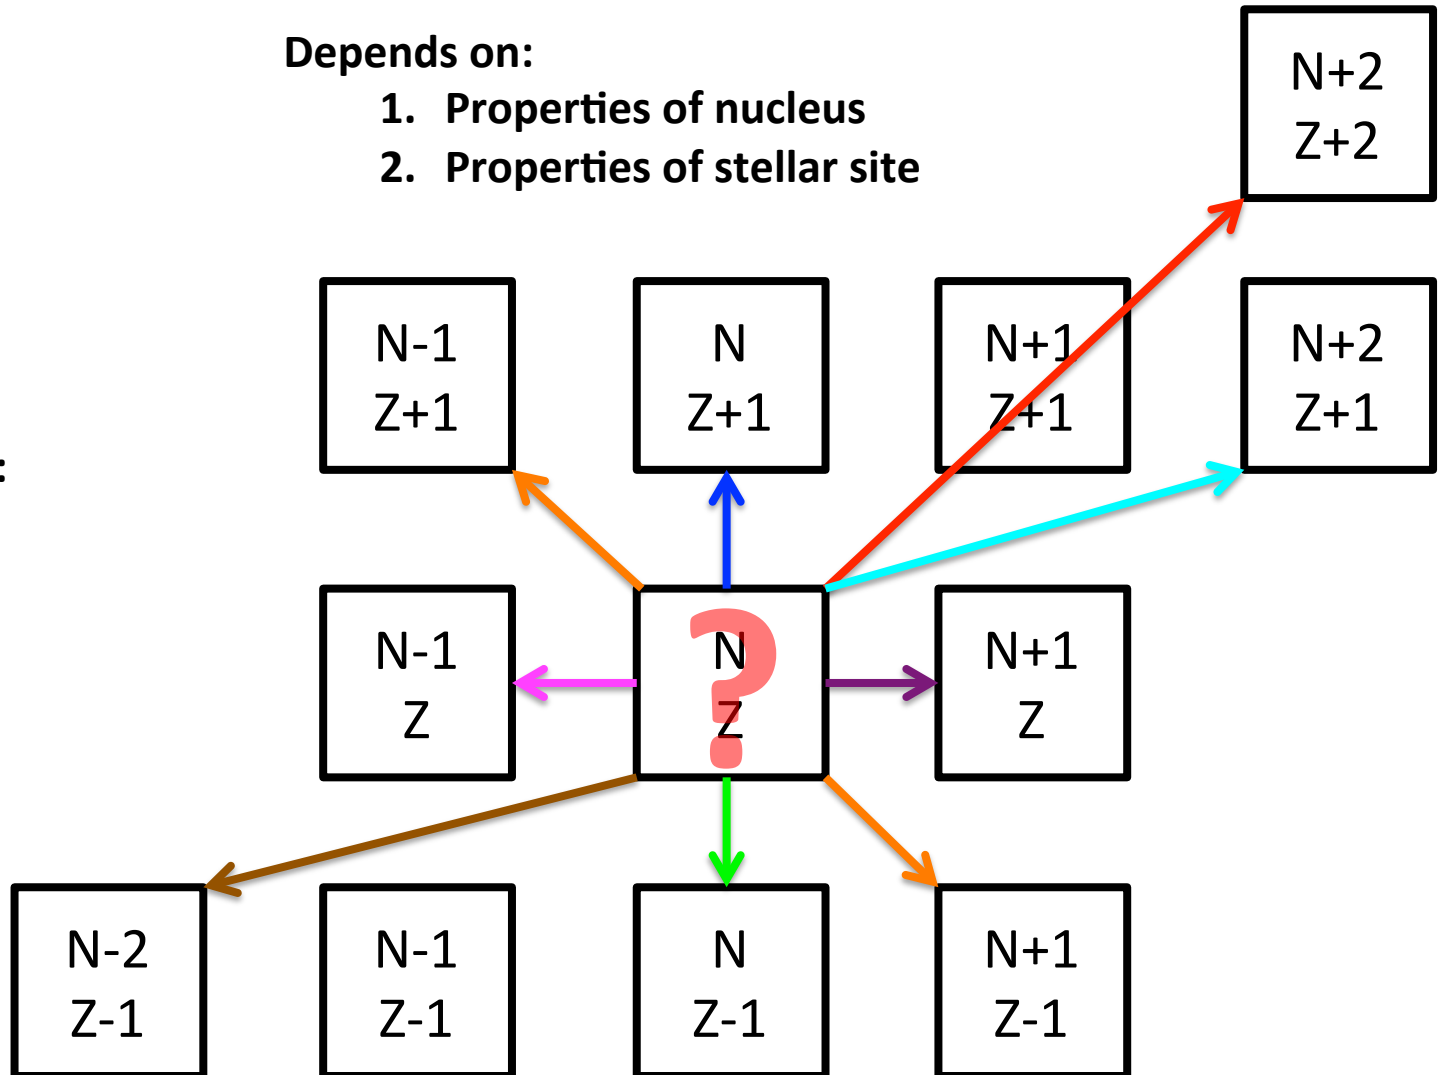 Depends on:
1. Properties of nucleus
2. Properties of stellar site
N+2
Z+2
N-1
Z+1
N
Z+1
N+1
Z+1
N+2
Z+1
:
N-1
Z
N
Z
?
N+1
Z
N-2
Z-1
N-1
Z-1
N
Z-1
N+1
Z-1